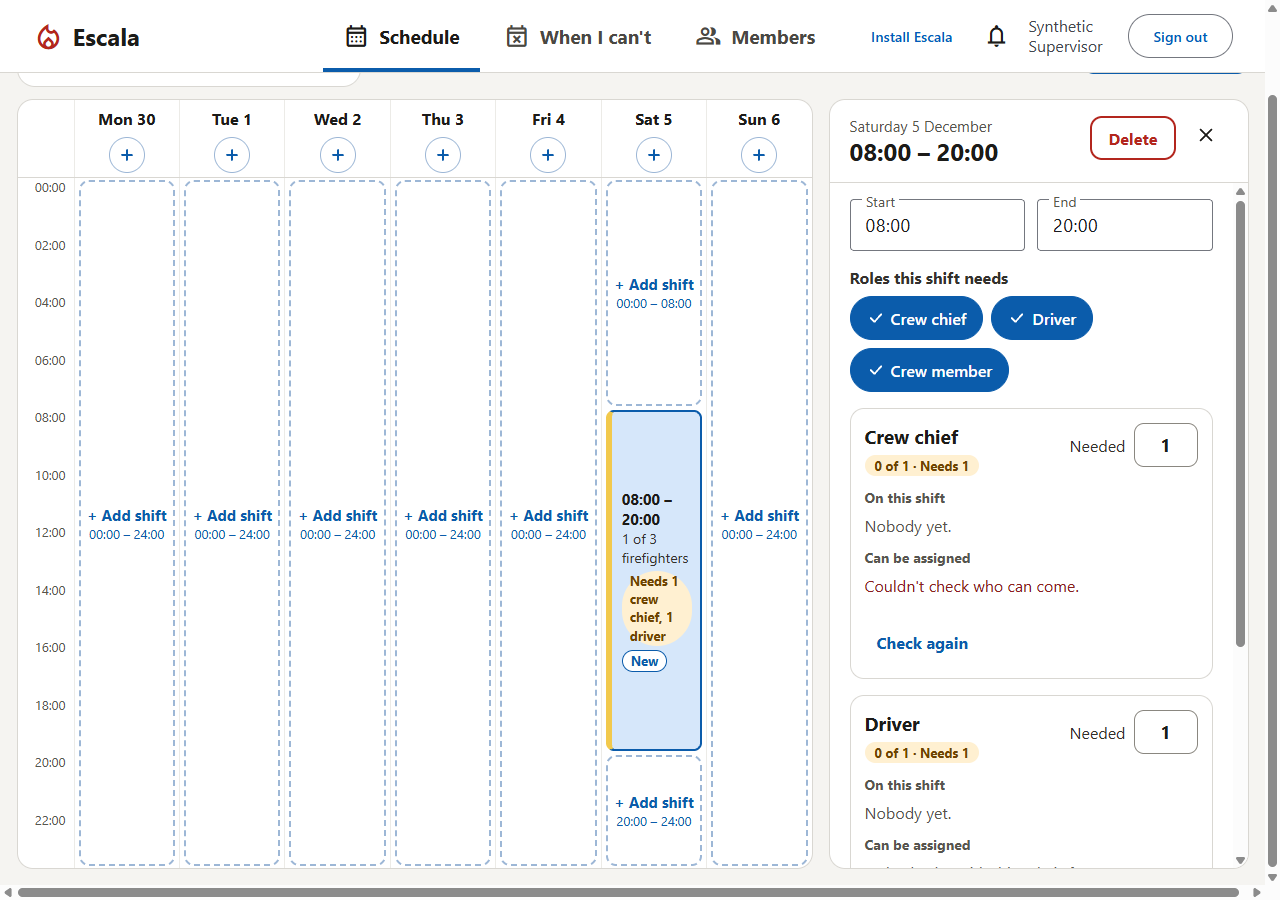 Escala
Schedule
When I can't
Members
Install Escala
Synthetic
Supervisor
Sign out
Mon 30
Tue 1
Wed 2
Thu 3
Fri 4
Sat 5
Sun 6
+
+
+
+
+
+
+
00:00
02:00
04:00
06:00
08:00
10:00
12:00
14:00
16:00
18:00
20:00
22:00
+ Add shift
00:00 – 24:00
+ Add shift
00:00 – 24:00
+ Add shift
00:00 – 24:00
+ Add shift
00:00 – 24:00
+ Add shift
00:00 – 24:00
+ Add shift
00:00 – 08:00
08:00 –
20:00
1 of 3
firefighters
Needs 1
crew
chief, 1
driver
New
+ Add shift
20:00 – 24:00
+ Add shift
00:00 – 24:00
Saturday 5 December
08:00 – 20:00
Delete
Start
08:00
End
20:00
Roles this shift needs
Crew chief
Driver
Crew member
Crew chief
Needed
1
0 of 1 · Needs 1
On this shift
Nobody yet.
Can be assigned
Couldn't check who can come.
Check again
Driver
Needed
1
0 of 1 · Needs 1
On this shift
Nobody yet.
Can be assigned